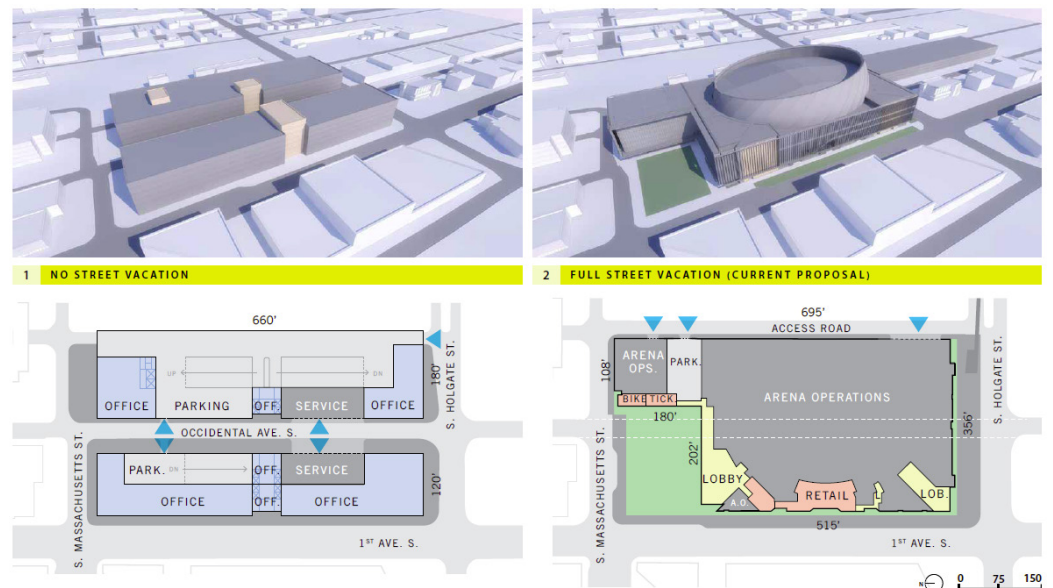 1 NO STREET VACATION
2 FULL STREET VACATION (CURRENT PROPOSAL)
660'
UP
DN
OFFICE
PARKING
OFF.
SERVICE
OFFICE
180'
S. HOLGATE ST.
OCCIDENTAL AVE. S.
S. MASSACHUSETTS ST.
PARK.
DN
OFF.
SERVICE
OFFICE
OFF.
OFFICE
120'
1ST AVE. S.
695'
ACCESS ROAD
ARENA
OPS.
PARK.
108'
BIKE
TICK
180'
ARENA OPERATIONS
S. HOLGATE ST.
356'
202'
S. MASSACHUSETTS ST.
LOBBY
A.O.
RETAIL
LOB.
515'
1ST AVE. S.
N
0 75 150